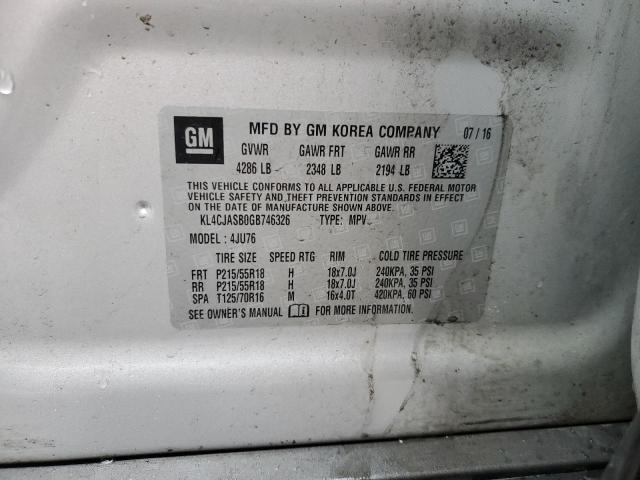 GM
MFD BY GM KOREA COMPANY 07 / 16
GVWR GAWR FRT GAWR RR
4286 LB 2348 LB 2194 LB
THIS VEHICLE CONFORMS TO ALL APPLICABLE U.S. FEDERAL MOTOR
VEHICLE SAFETY AND THEFT PREVENTION STANDARDS IN EFFECT
ON THE DATE OF MANUFACTURE SHOWN ABOVE.
KL4CJASB0GB746326 TYPE: MPV
MODEL : 4JU76
TIRE SIZE SPEED RTG RIM COLD TIRE PRESSURE
FRT P215/55R18 H 18x7.0J 240KPA, 35 PSI
RR P215/55R18 H 18x7.0J 240KPA, 35 PSI
SPA T125/70R16 M 16x4.0T 420KPA, 60 PSI
SEE OWNER'S MANUAL FOR MORE INFORMATION.